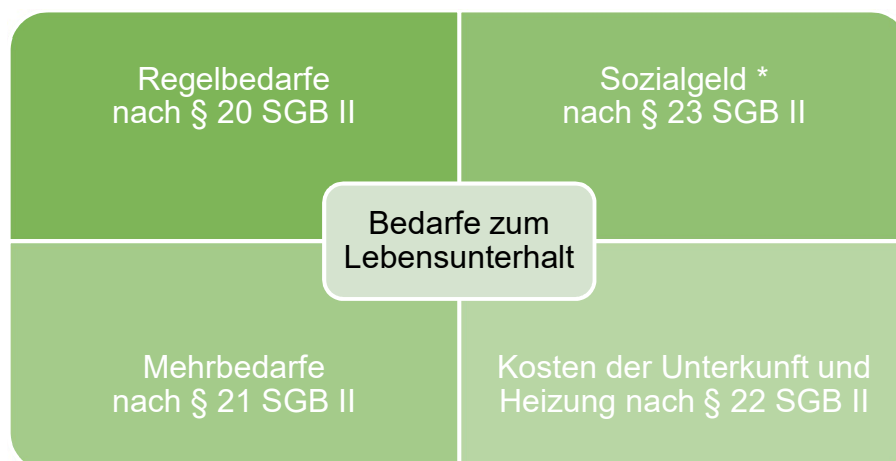 Regelbedarfe
nach § 20 SGB II
Sozialgeld *
nach § 23 SGB II
Bedarfe zum
Lebensunterhalt
Mehrbedarfe
nach § 21 SGB II
Kosten der Unterkunft und
Heizung nach § 22 SGB II